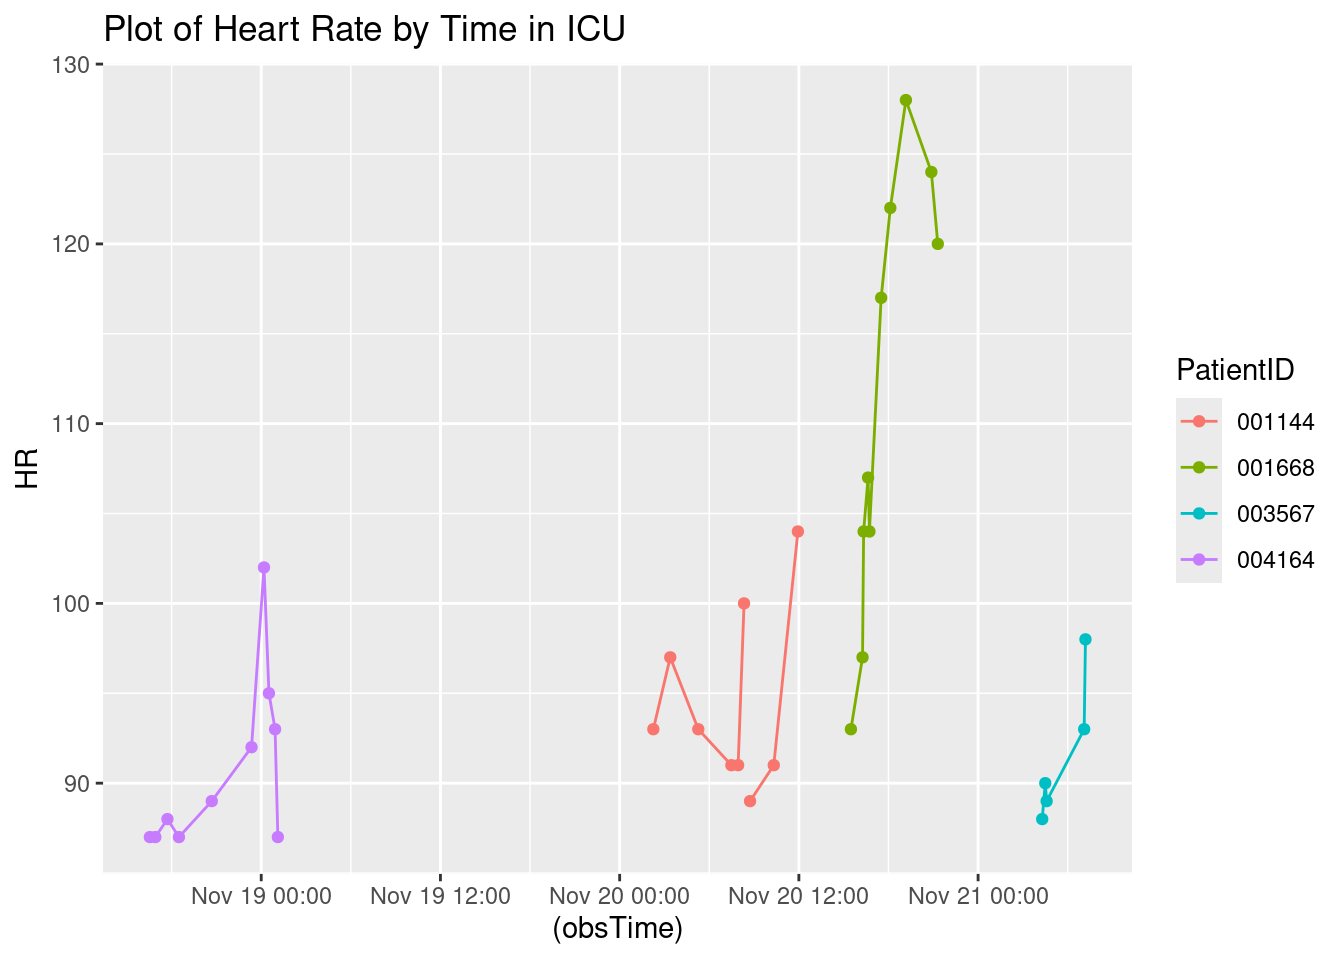 Plot of Heart Rate by Time in ICU
130
120
110
100
90
HR
Nov 19 00:00
Nov 19 12:00
Nov 20 00:00
Nov 20 12:00
Nov 21 00:00
(obsTime)
PatientID
001144
001668
003567
004164